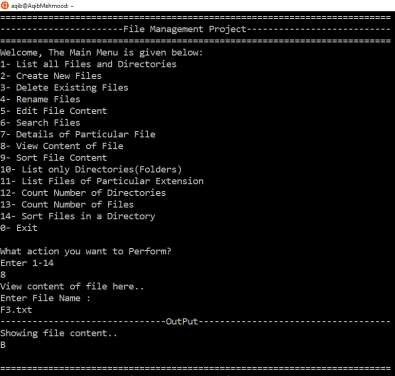 aqib@AqibMehmood: ~
================================================================
-----------------------File Management Project---------------------------
================================================================
Welcome, The Main Menu is given below:
1- List all Files and Directories
2- Create New Files
3- Delete Existing Files
4- Rename Files
5- Edit File Content
6- Search Files
7- Details of Particular File
8- View Content of File
9- Sort File Content
10- List only Directories(Folders)
11- List Files of Particular Extension
12- Count Number of Directories
13- Count Number of Files
14- Sort Files in a Directory
0- Exit
What action you want to Perform?
Enter 1-14
8
View content of file here..
Enter File Name :
F3.txt
-------------------------------OutPut------------------------------------
Showing file content..
B
================================================================